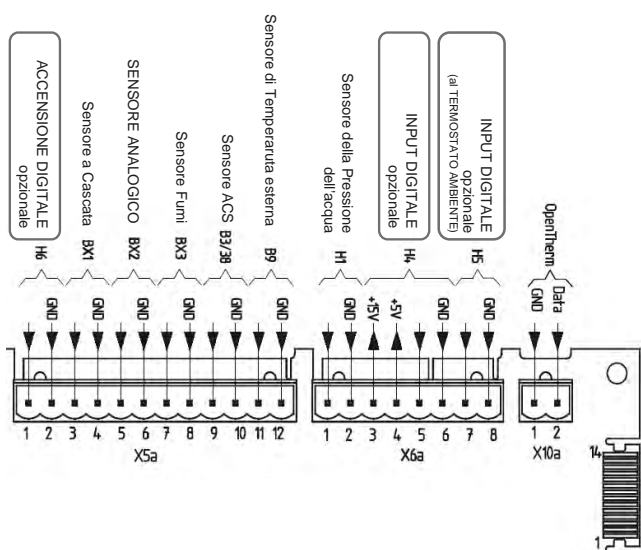 ACCENSIONE DIGITALE
opzionale
Sensore a Cascata
SENSORE ANALOGICO
Sensore Fumi
Sensore ACS
Sensore di Temperaruta esterna
Sensore della Pressione
dell'acqua
INPUT DIGITALE
opzionale
INPUT DIGITALE
opzionale
(al TERMOSTATO AMBIENTE)
OpenTherm
H6
BX1
BX2
BX3
B3/38
B9
H1
H4
H5
GND
GND
GND
GND
GND
GND
GND
+15V
+5V
GND
GND
GND
Data
1 2 3 4 5 6 7 8 9 10 11 12
X5a
1 2 3 4 5 6 7 8
X6a
1 2
X10a
14
1